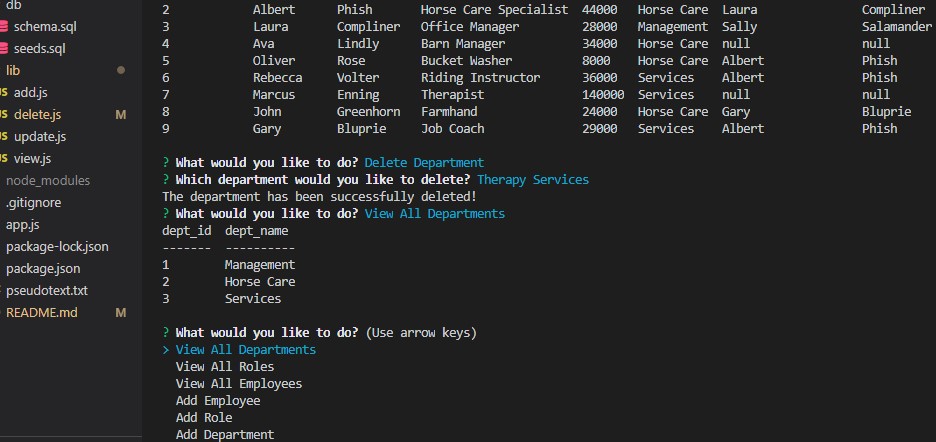 db
schema.sql
seeds.sql
lib
JS add.js
JS delete.js M
JS update.js
JS view.js
node_modules
.gitignore
app.js
package-lock.json
package.json
pseudotext.txt
README.md M
2 Albert Phish Horse Care Specialist 44000 Horse Care Laura Compliner
3 Laura Compliner Office Manager 28000 Management Sally Salamander
4 Ava Lindly Barn Manager 34000 Horse Care null null
5 Oliver Rose Bucket Washer 8000 Horse Care Albert Phish
6 Rebecca Volter Riding Instructor 36000 Services Albert Phish
7 Marcus Enning Therapist 140000 Services null null
8 John Greenhorn Farmhand 24000 Horse Care Gary Bluprie
9 Gary Bluprie Job Coach 29000 Services Albert Phish
? What would you like to do? Delete Department
? Which department would you like to delete? Therapy Services
The department has been successfully deleted!
? What would you like to do? View All Departments
dept_id dept_name
------- ----------
1 Management
2 Horse Care
3 Services
? What would you like to do? (Use arrow keys)
> View All Departments
View All Roles
View All Employees
Add Employee
Add Role
Add Department